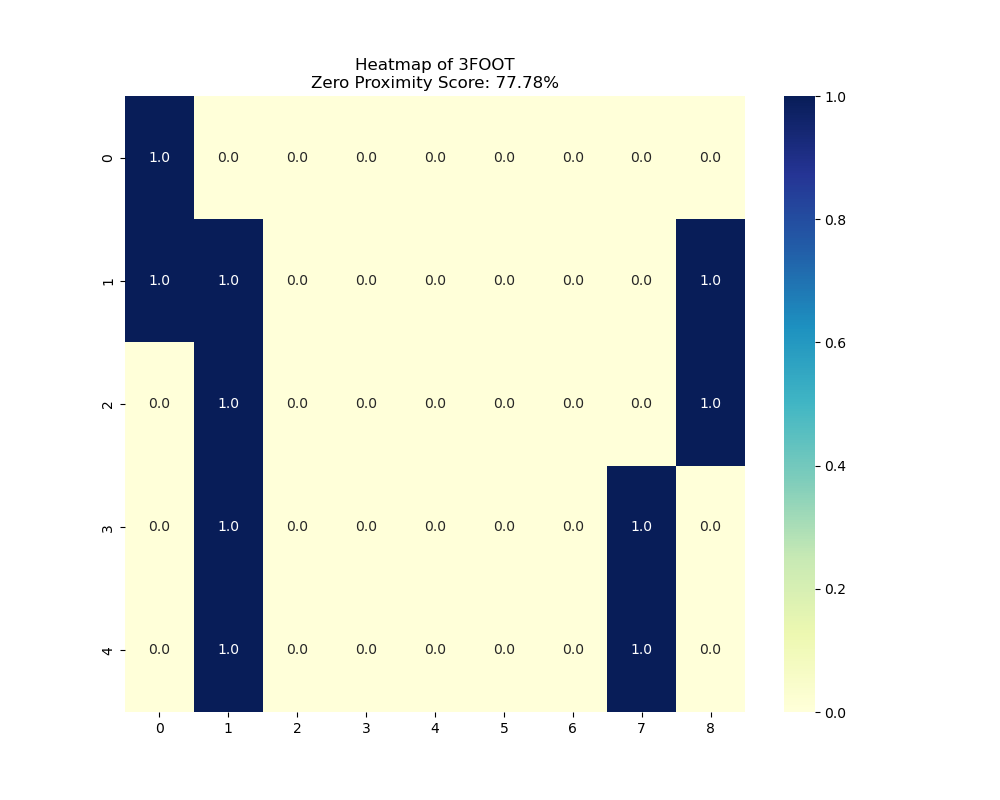 Heatmap of 3FOOT
Zero Proximity Score: 77.78%
0 1.0 0.0 0.0 0.0 0.0 0.0 0.0 0.0 0.0
1 1.0 1.0 0.0 0.0 0.0 0.0 0.0 0.0 1.0
2 0.0 1.0 0.0 0.0 0.0 0.0 0.0 0.0 1.0
3 0.0 1.0 0.0 0.0 0.0 0.0 0.0 1.0 0.0
4 0.0 1.0 0.0 0.0 0.0 0.0 0.0 1.0 0.0
0 1 2 3 4 5 6 7 8
1.0
0.8
0.6
0.4
0.2
0.0